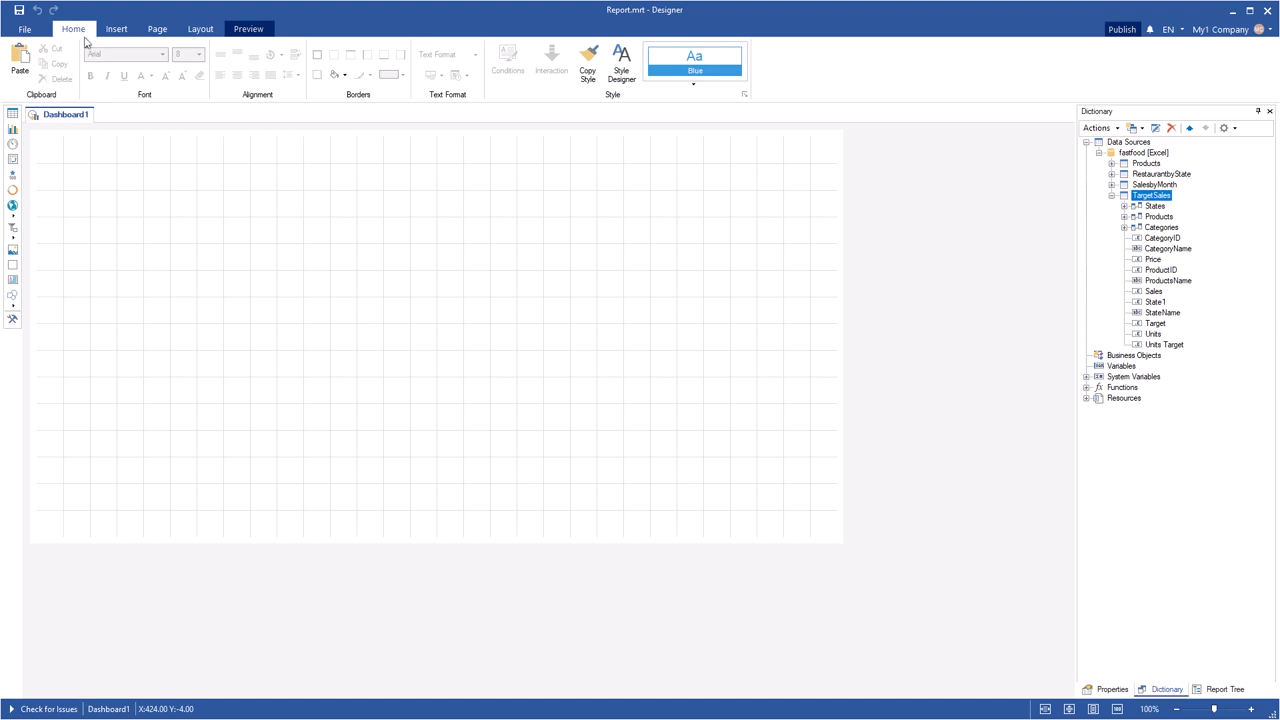 Report.mrt - Designer
File Home Insert Page Layout Preview Publish EN My1 Company
Paste Cut Copy Delete
Arial 8
B I U A A A
Text Format
Conditions Interaction Copy Style Style Designer
Aa
Blue
Clipboard Font Alignment Borders Text Format Style
Dashboard1
Dictionary
Actions
Data Sources
fastfood [Excel]
Products
RestaurantbyState
SalesbyMonth
TargetSales
States
Products
Categories
CategoryID
CategoryName
Price
ProductID
ProductsName
Sales
State1
StateName
Target
Units
Units Target
Business Objects
Variables
System Variables
fx Functions
Resources
Properties Dictionary Report Tree
Check for Issues Dashboard1 X:424.00 Y:-4.00 100%